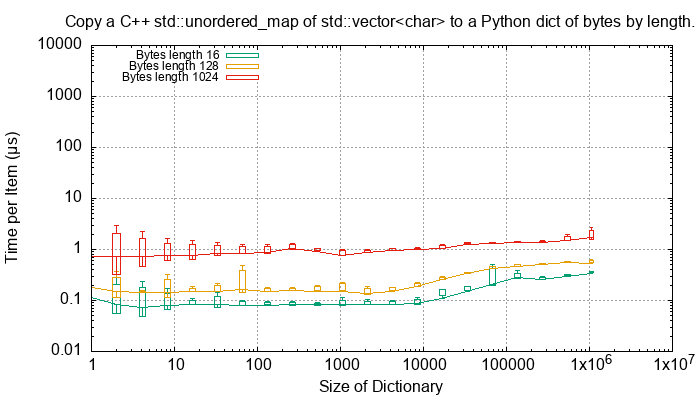 Copy a C++ std::unordered_map of std::vector<char> to a Python dict of bytes by length.
10000
1000
100
10
1
0.1
0.01
Time per Item (µs)
Bytes length 16
Bytes length 128
Bytes length 1024
1 10 100 1000 10000 100000 1x10⁶ 1x10⁷
Size of Dictionary